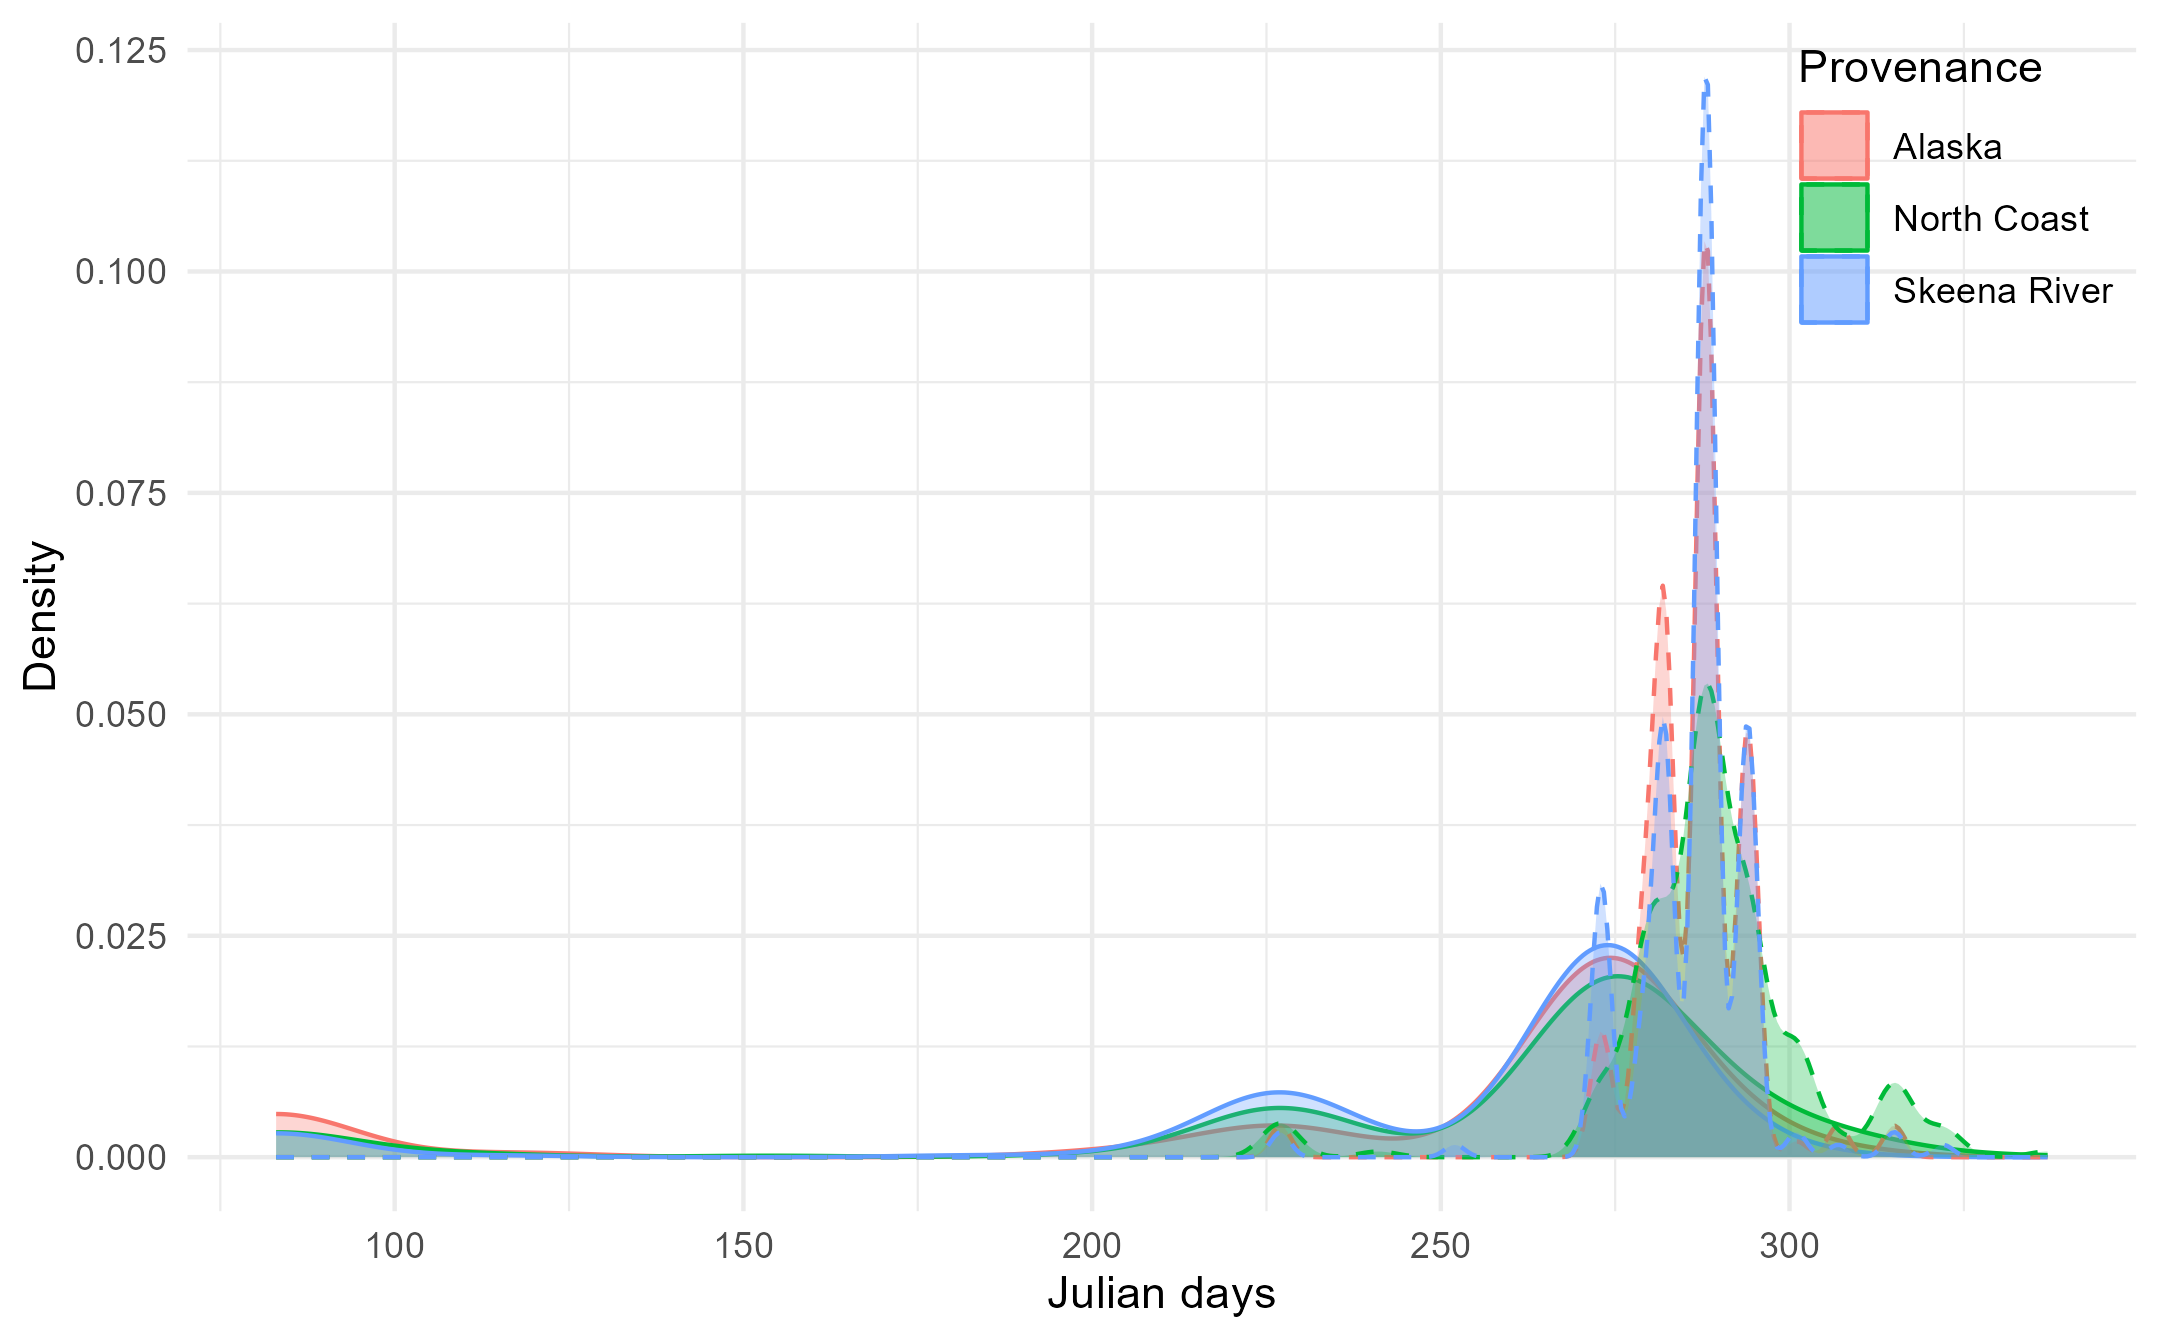 0.125
0.100
0.075
0.050
0.025
0.000
Density
100 150 200 250 300
Julian days
Provenance
Alaska
North Coast
Skeena River